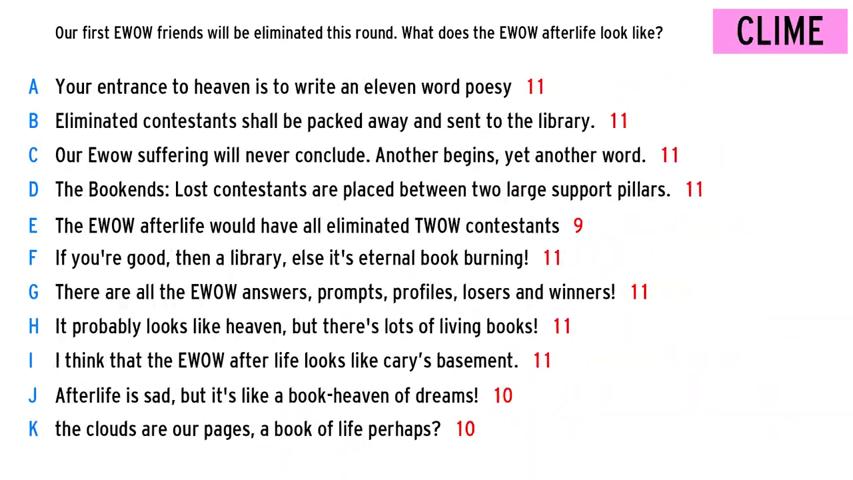 Our first EWOW friends will be eliminated this round. What does the EWOW afterlife look like?
CLIME
A Your entrance to heaven is to write an eleven word poesy 11
B Eliminated contestants shall be packed away and sent to the library. 11
C Our Ewow suffering will never conclude. Another begins, yet another word. 11
D The Bookends: Lost contestants are placed between two large support pillars. 11
E The EWOW afterlife would have all eliminated TWOW contestants 9
F If you're good, then a library, else it's eternal book burning! 11
G There are all the EWOW answers, prompts, profiles, losers and winners! 11
H It probably looks like heaven, but there's lots of living books! 11
I I think that the EWOW after life looks like cary’s basement. 11
J Afterlife is sad, but it's like a book-heaven of dreams! 10
K the clouds are our pages, a book of life perhaps? 10